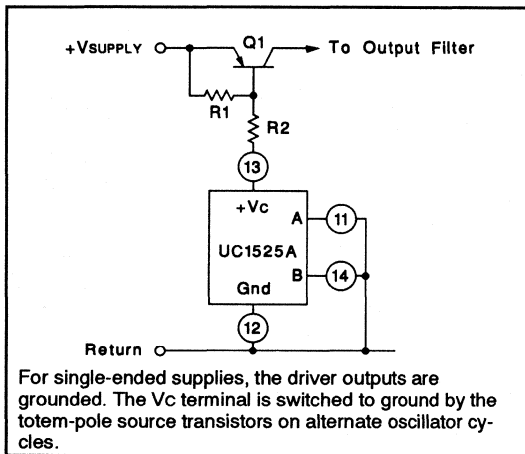 +VSUPPLY
Q1
To Output Filter
R1
R2
13
+VC
A
11
UC1525A
B
14
Gnd
12
Return
For single-ended supplies, the driver outputs are
grounded. The VC terminal is switched to ground by the
totem-pole source transistors on alternate oscillator cy-
cles.